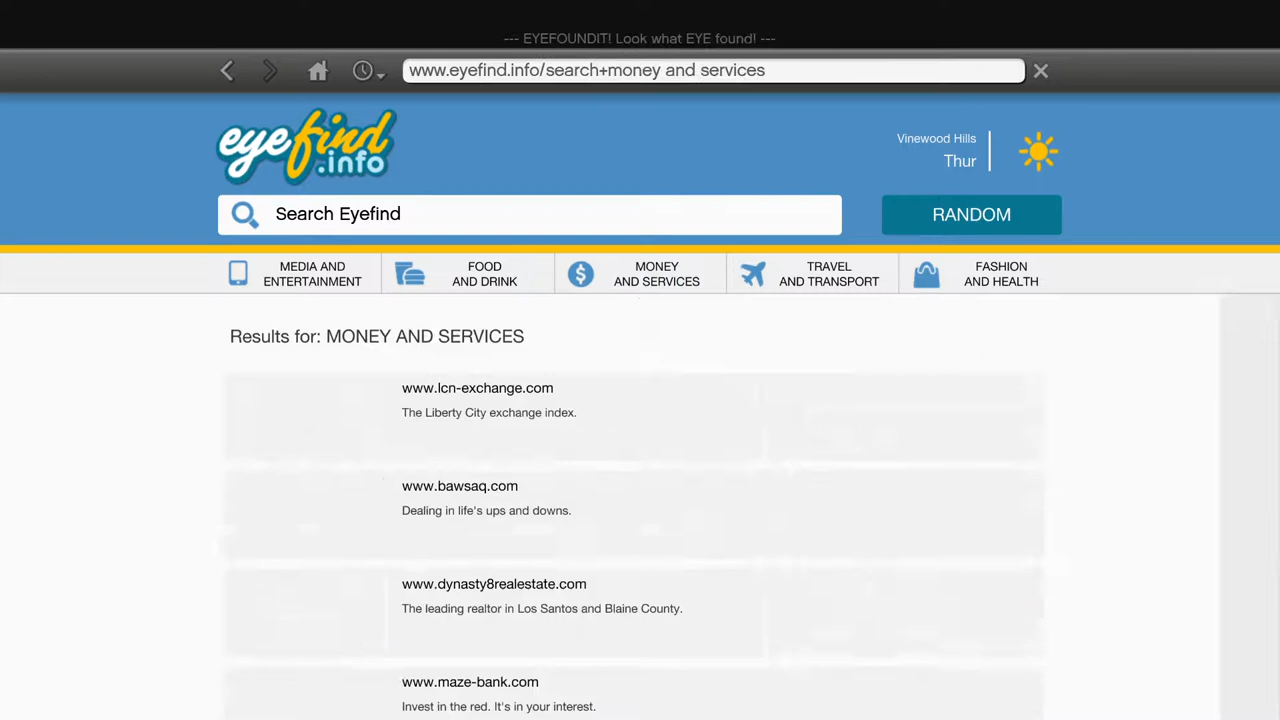 --- EYEFOUNDIT! Look what EYE found! ---
www.eyefind.info/search+money and services
eyefind
.info
Vinewood Hills
Thur
Search Eyefind
RANDOM
MEDIA AND
ENTERTAINMENT
FOOD
AND DRINK
MONEY
AND SERVICES
TRAVEL
AND TRANSPORT
FASHION
AND HEALTH
Results for: MONEY AND SERVICES
www.lcn-exchange.com
The Liberty City exchange index.
www.bawsaq.com
Dealing in life's ups and downs.
www.dynasty8realestate.com
The leading realtor in Los Santos and Blaine County.
www.maze-bank.com
Invest in the red. It's in your interest.